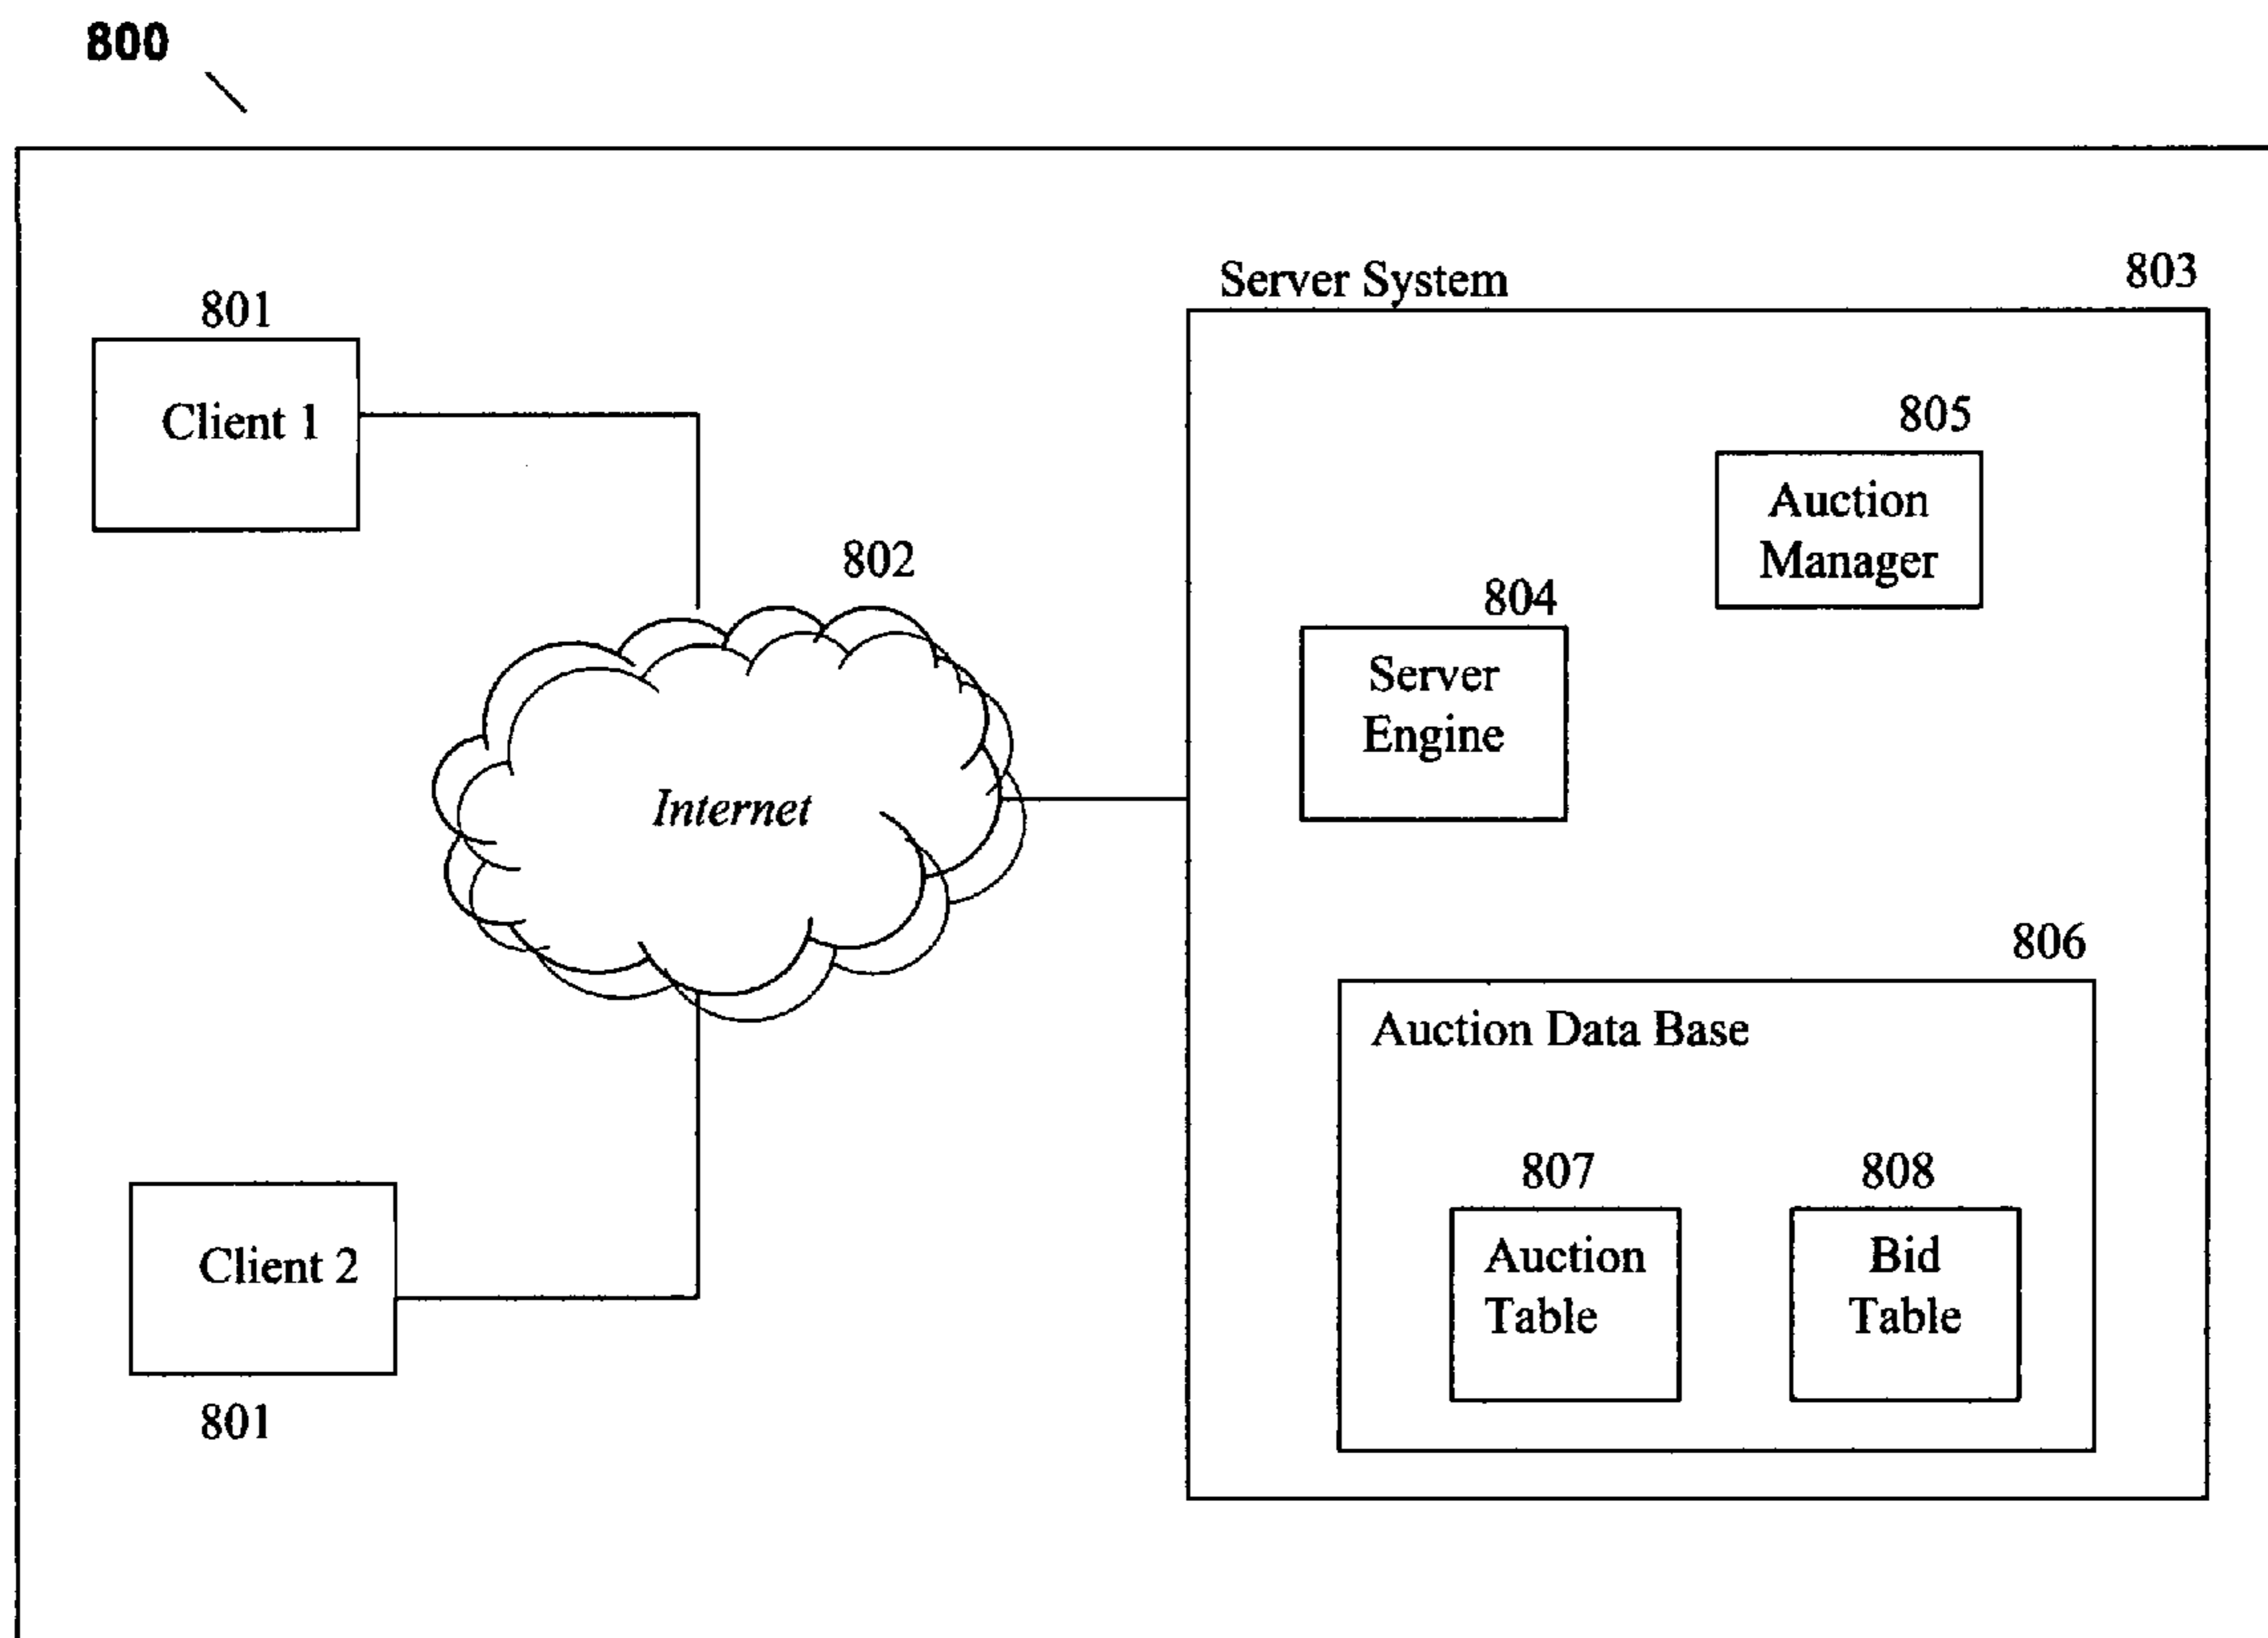 800
Server System
803
801
Client 1
805
Auction
Manager
802
804
Server
Engine
Internet
806
Auction Data Base
807
808
Auction
Table
Bid
Table
Client 2
801